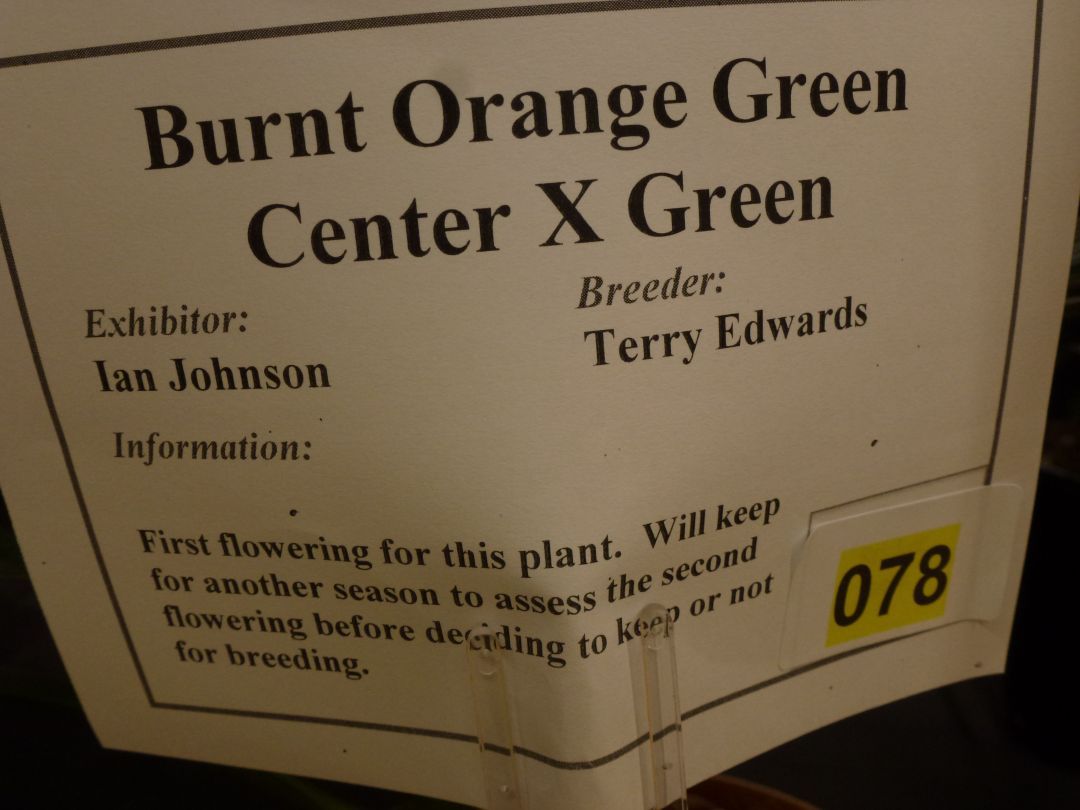 Burnt Orange Green
Center X Green
Exhibitor:
Ian Johnson
Breeder:
Terry Edwards
Information:
First flowering for this plant. Will keep
for another season to assess the second
flowering before deciding to keep or not
for breeding.
078